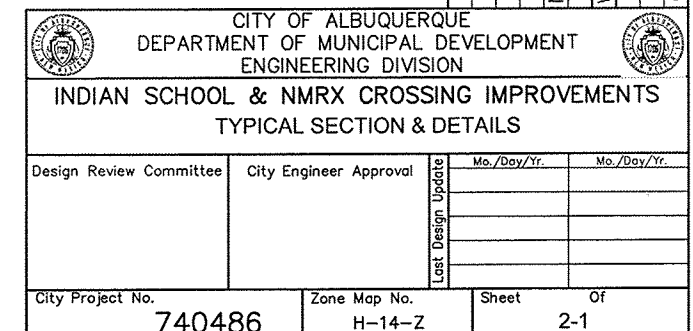 CITY OF ALBUQUERQUE
DEPARTMENT OF MUNICIPAL DEVELOPMENT
ENGINEERING DIVISION
INDIAN SCHOOL & NMRX CROSSING IMPROVEMENTS
TYPICAL SECTION & DETAILS
Design Review Committee
City Engineer Approval
Last Design Update
Mo./Day/Yr.
Mo./Day/Yr.
City Project No.
740486
Zone Map No.
H-14-Z
Sheet Of
2-1